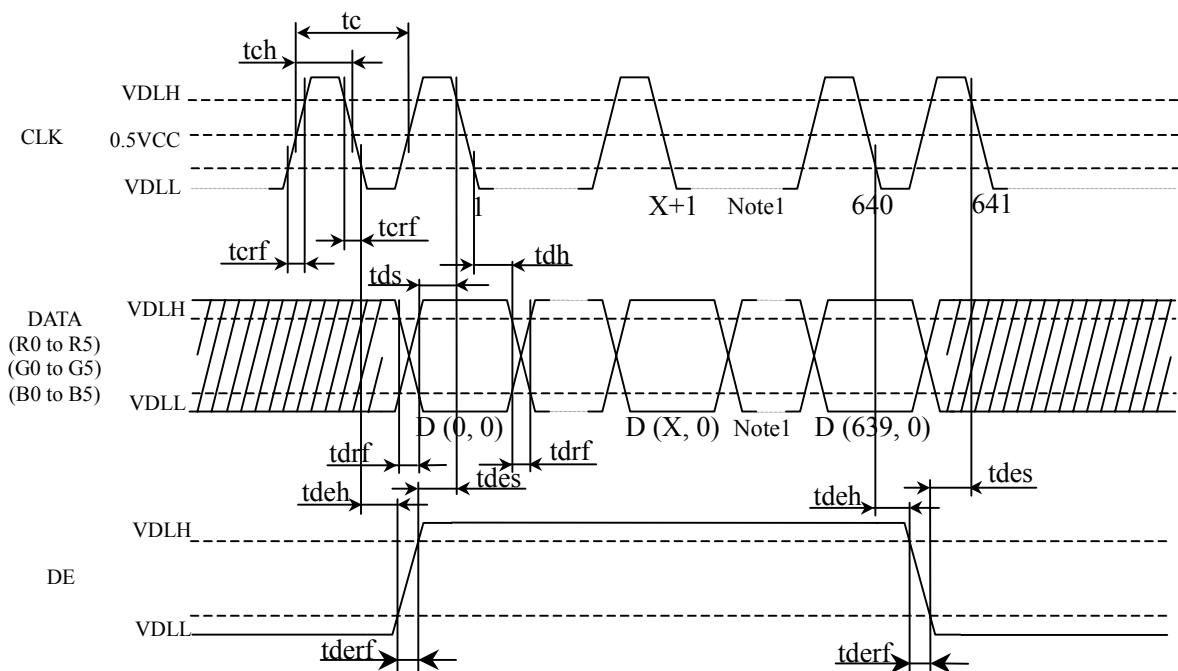 tc
tch
VDLH
CLK
0.5VCC
VDLL
1
X+1
Note1
640
641
tcrf
tcrf
tdh
tds
VDLH
DATA
(R0 to R5)
(G0 to G5)
(B0 to B5)
VDLL
D (0, 0)
D (X, 0)
Note1
D (639, 0)
tdrf
tdrf
tdes
tdes
tdeh
tdeh
VDLH
DE
VDLL
tderf
tderf